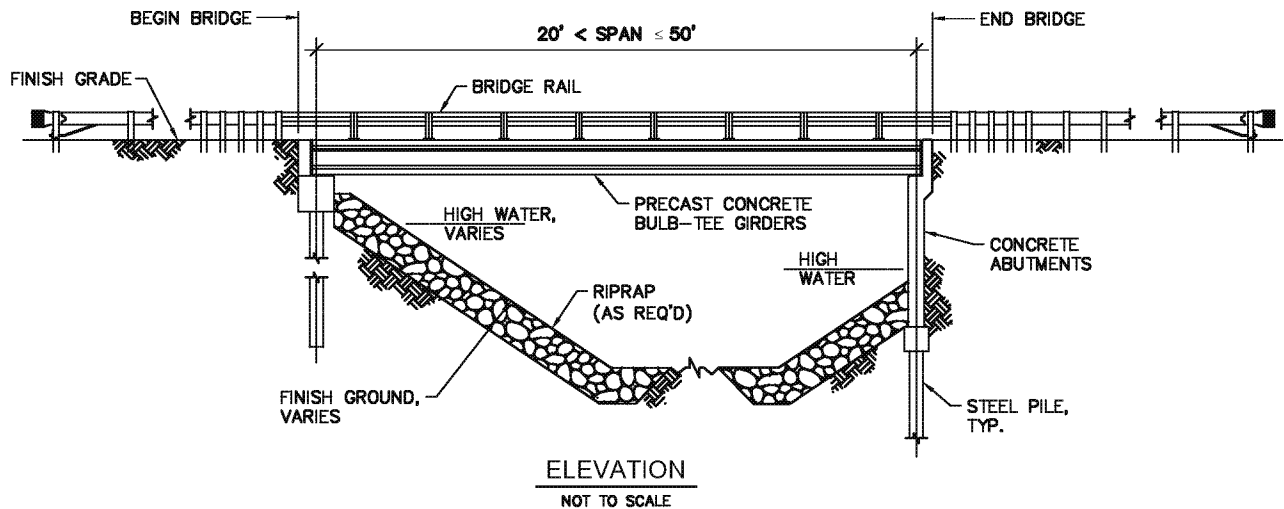 BEGIN BRIDGE
END BRIDGE
20' < SPAN ≤ 50'
FINISH GRADE
BRIDGE RAIL
HIGH WATER,
VARIES
PRECAST CONCRETE
BULB-TEE GIRDERS
HIGH
WATER
CONCRETE
ABUTMENTS
RIPRAP
(AS REQ'D)
FINISH GROUND,
VARIES
STEEL PILE,
TYP.
ELEVATION
NOT TO SCALE